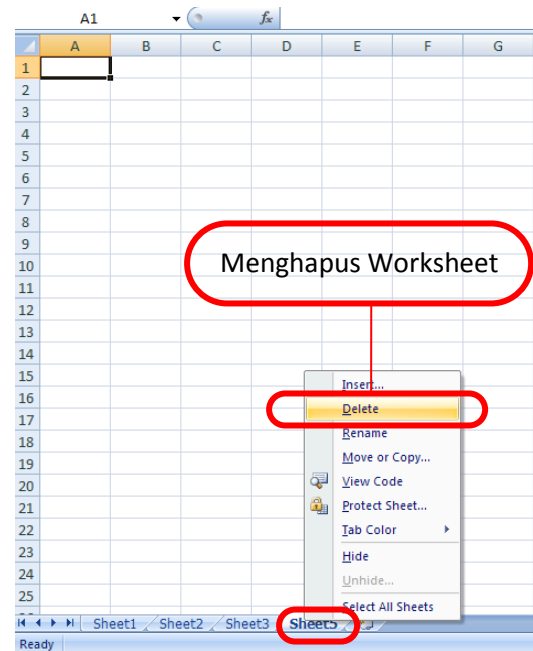 A1 fx
A B C D E F G
1
2
3
4
5
6
7
8
9
Menghapus Worksheet
10
11
12
13
14
15
Insert...
16
Delete
17
18
Rename
19
Move or Copy...
20
View Code
21
Protect Sheet...
22
Tab Color
23
Hide
24
Unhide...
25
Select All Sheets
Sheet1 Sheet2 Sheet3 Sheet5
Ready